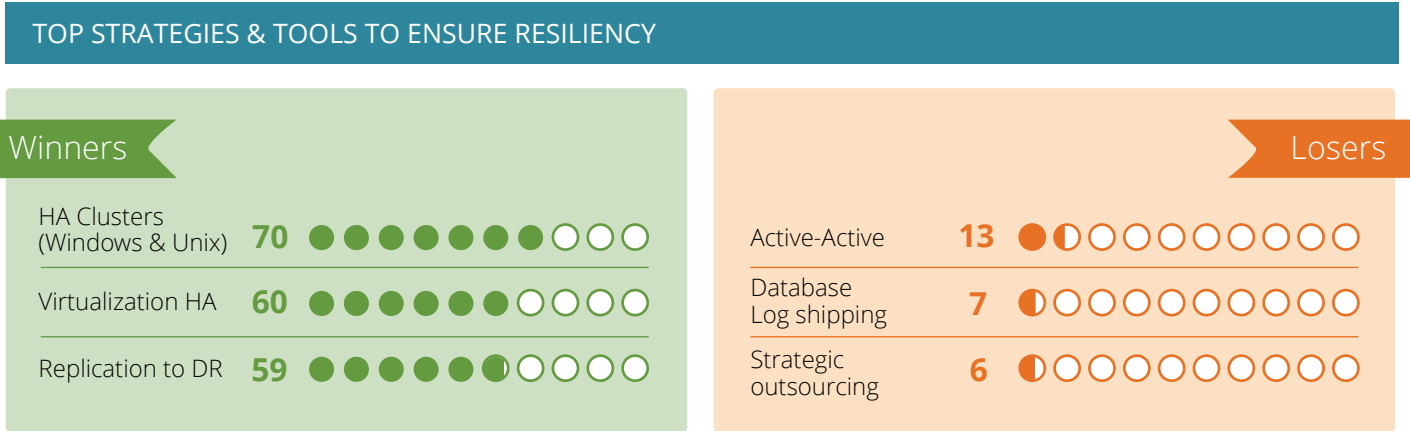 TOP STRATEGIES & TOOLS TO ENSURE RESILIENCY
Winners
HA Clusters
(Windows & Unix) 70
Virtualization HA 60
Replication to DR 59
Losers
Active-Active 13
Database
Log shipping 7
Strategic
outsourcing 6